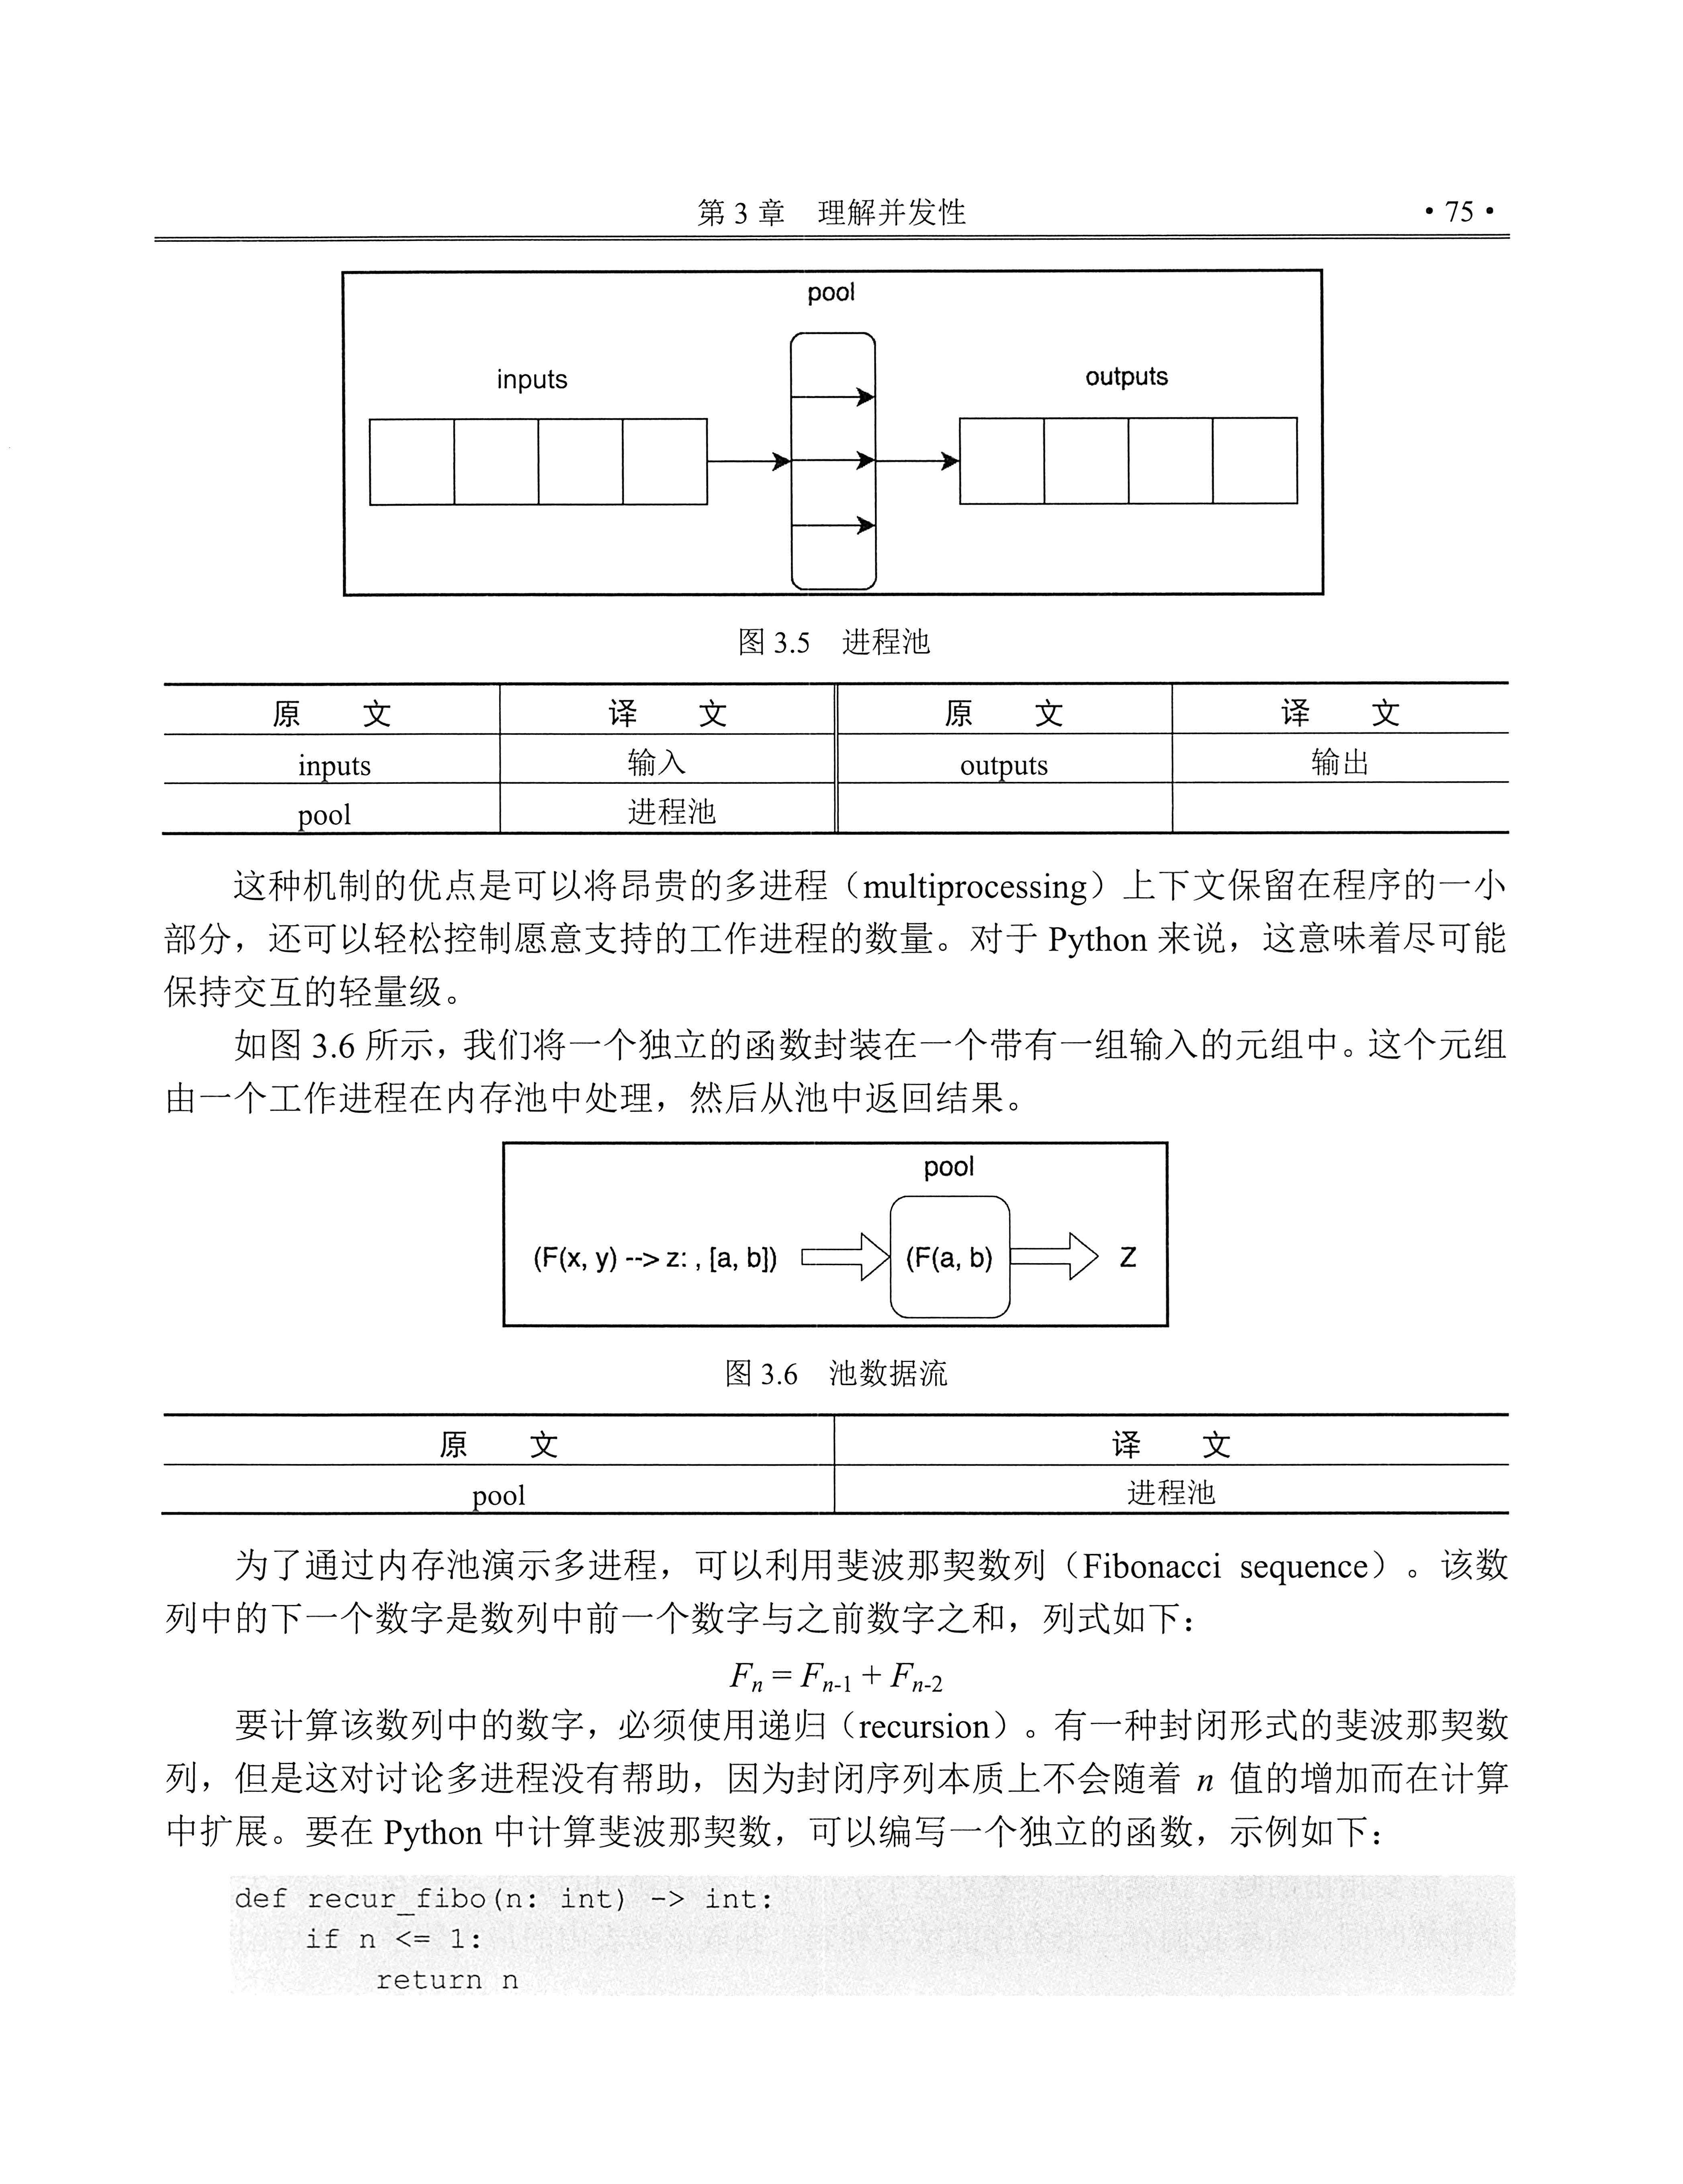 第 3 章　理解并发性　·75·
pool
inputs
outputs
图 3.5　进程池
原　文　译　文　原　文　译　文
inputs　输入　outputs　输出
pool　进程池
这种机制的优点是可以将昂贵的多进程（multiprocessing）上下文保留在程序的一小
部分，还可以轻松控制愿意支持的工作进程的数量。对于 Python 来说，这意味着尽可能
保持交互的轻量级。
如图 3.6 所示，我们将一个独立的函数封装在一个带有一组输入的元组中。这个元组
由一个工作进程在内存池中处理，然后从池中返回结果。
pool
(F(x, y) --> z: , [a, b])　(F(a, b)　Z
图 3.6　池数据流
原　文　译　文
pool　进程池
为了通过内存池演示多进程，可以利用斐波那契数列（Fibonacci sequence）。该数
列中的下一个数字是数列中前一个数字与之前数字之和，列式如下：
Fn = Fn-1 + Fn-2
要计算该数列中的数字，必须使用递归（recursion）。有一种封闭形式的斐波那契数
列，但是这对讨论多进程没有帮助，因为封闭序列本质上不会随着 n 值的增加而在计算
中扩展。要在 Python 中计算斐波那契数，可以编写一个独立的函数，示例如下：
def recur_fibo(n: int) -> int:
    if n <= 1:
        return n